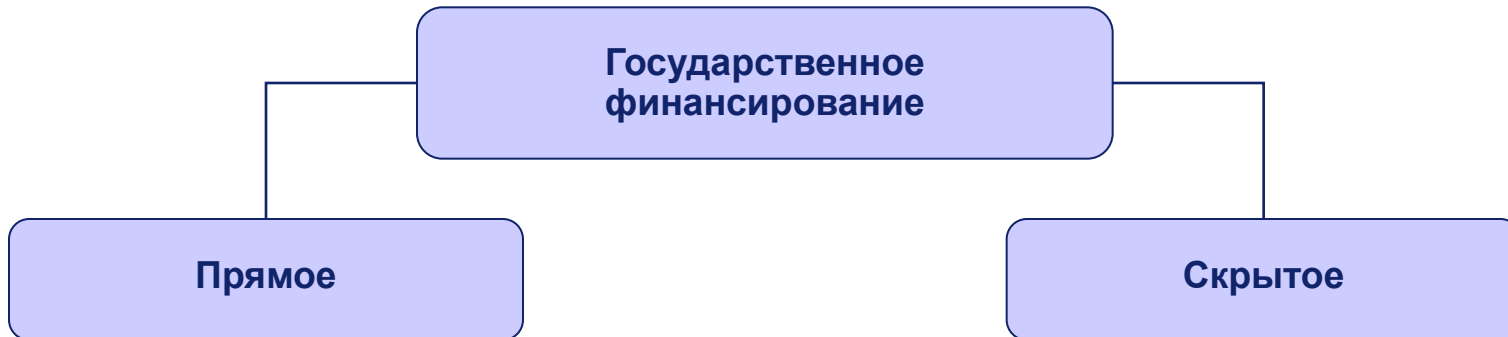 Государственное
финансирование
Прямое
Скрытое